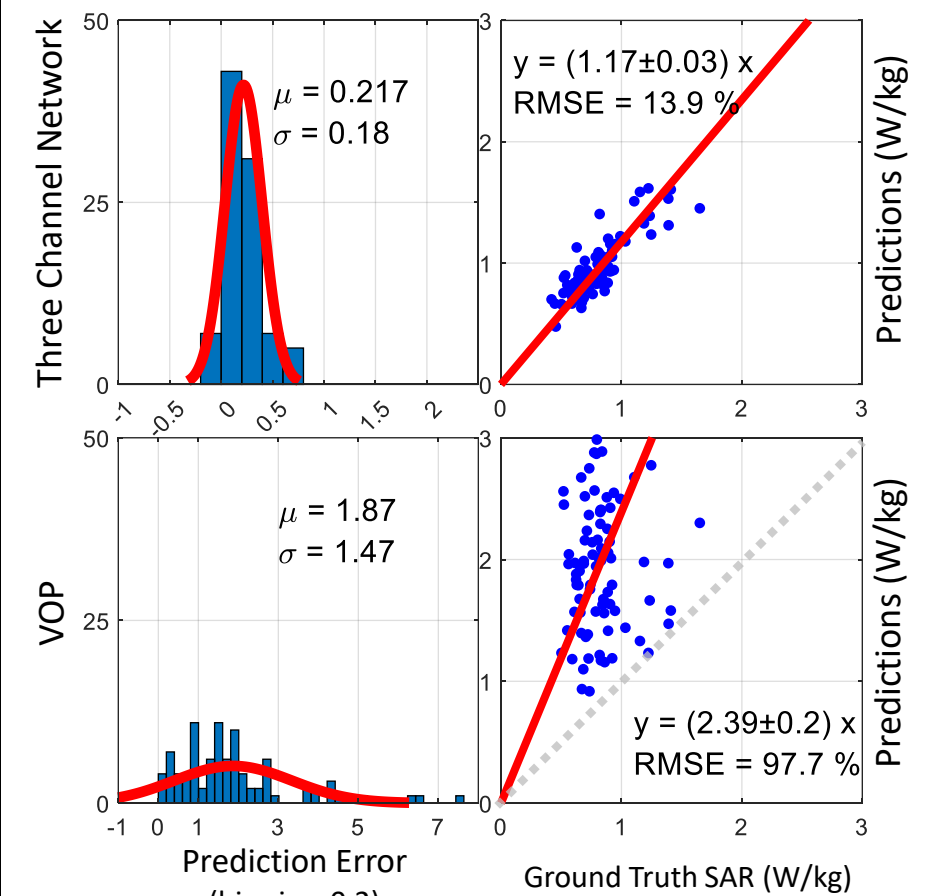 Three Channel Network
50
25
0
-1
-0.5
0
0.5
1
1.5
2
μ = 0.217
σ = 0.18
3
2
1
0
0
1
2
3
y = (1.17±0.03) x
RMSE = 13.9 %
Predictions (W/kg)
VOP
50
25
0
-1
0
1
3
5
7
μ = 1.87
σ = 1.47
Prediction Error
3
2
1
0
0
1
2
3
y = (2.39±0.2) x
RMSE = 97.7 %
Predictions (W/kg)
Ground Truth SAR (W/kg)